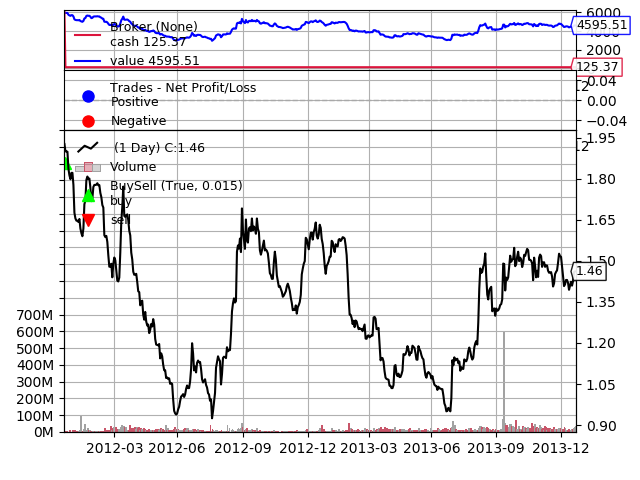 Broker (None)
cash 125.37
value 4595.51
6000
4000
2000
4595.51
125.37
Trades - Net Profit/Loss
Positive
Negative
0.04
0.00
−0.04
(1 Day) C:1.46
Volume
BuySell (True, 0.015)
buy
sell
1.95
1.80
1.65
1.50
1.46
1.35
1.20
1.05
0.90
700M
600M
500M
400M
300M
200M
100M
0M
2012-03 2012-06 2012-09 2012-12 2013-03 2013-06 2013-09 2013-12